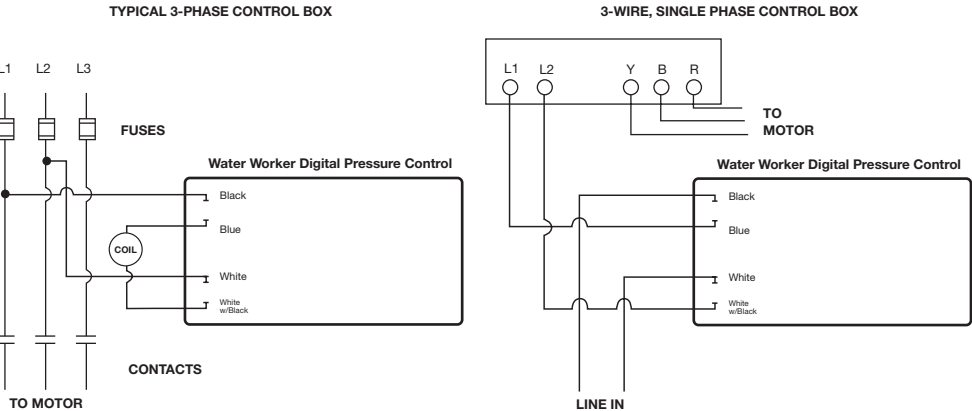 TYPICAL 3-PHASE CONTROL BOX
L1 L2 L3
FUSES
Water Worker Digital Pressure Control
Black
Blue
COIL
White
White
w/Black
CONTACTS
TO MOTOR
3-WIRE, SINGLE PHASE CONTROL BOX
L1 L2 Y B R
TO
MOTOR
Water Worker Digital Pressure Control
Black
Blue
White
White
w/Black
LINE IN